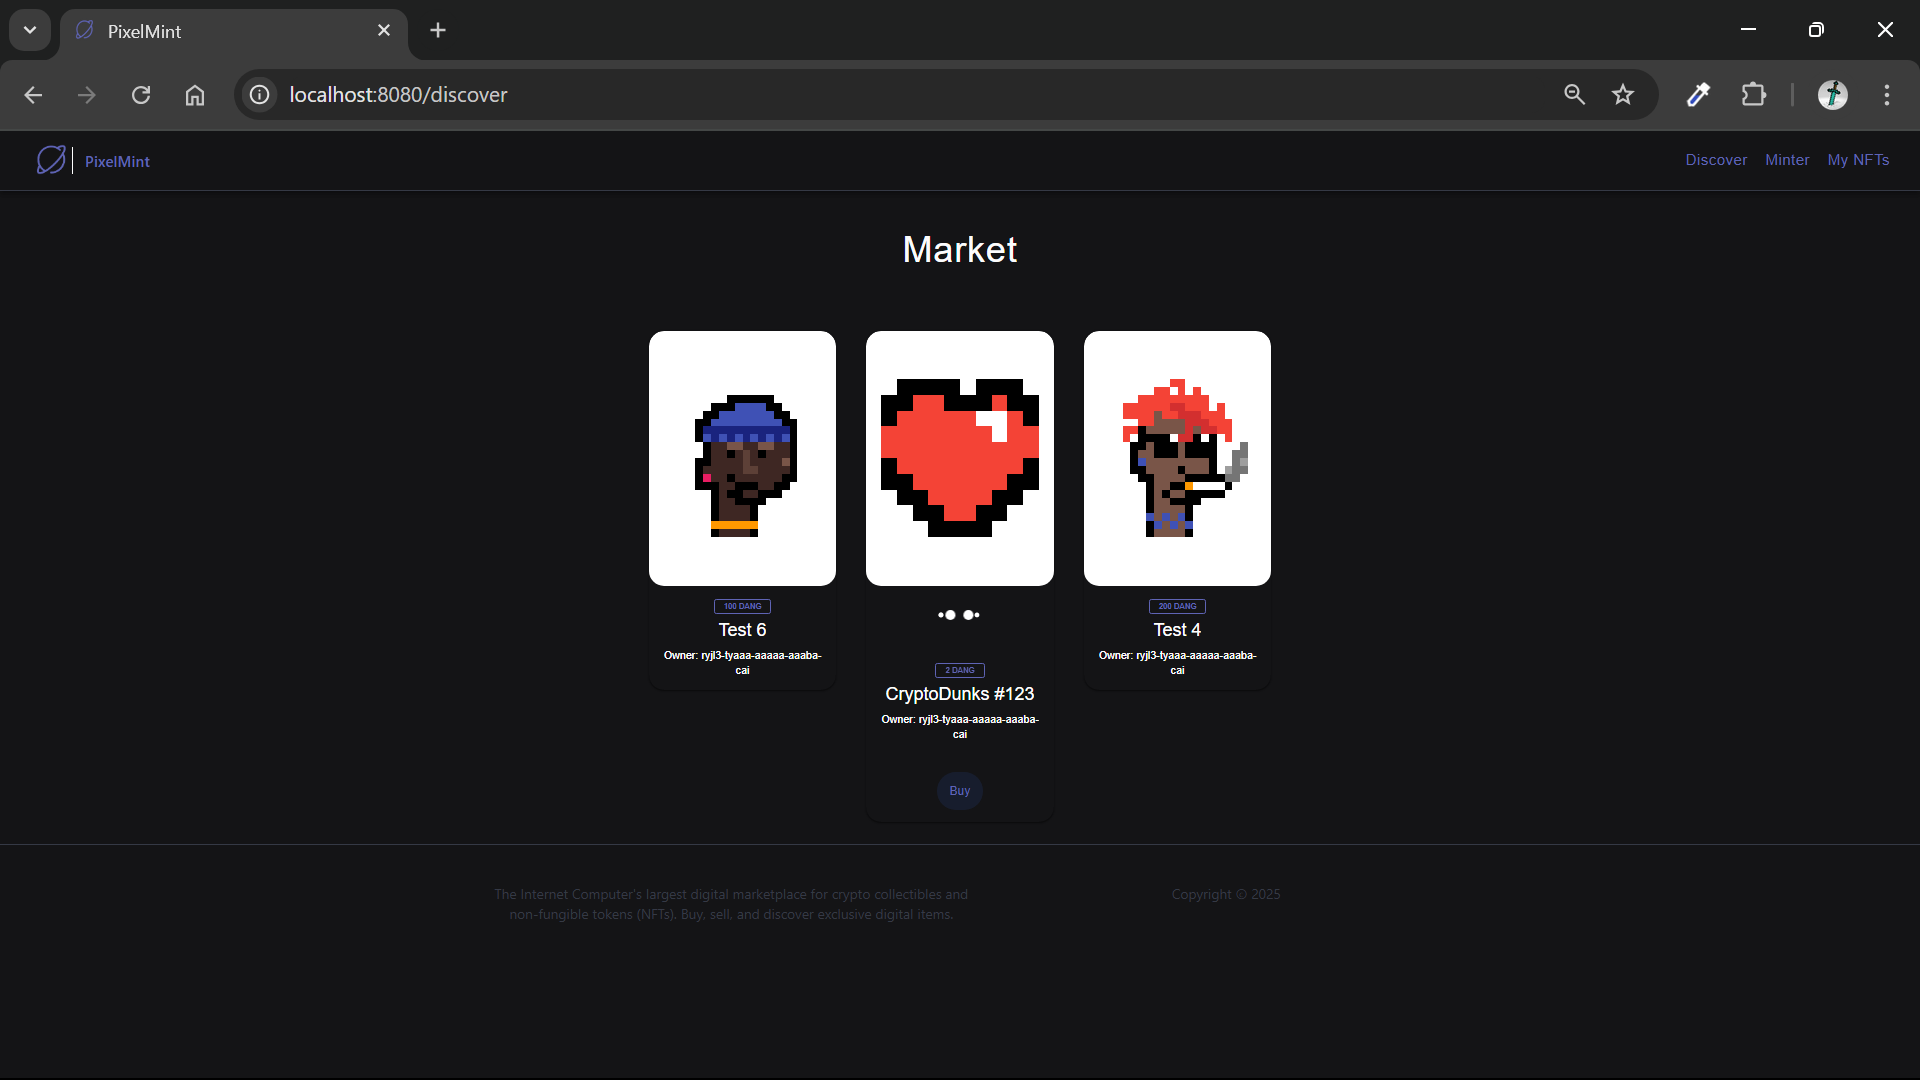 PixelMint
localhost:8080/discover
PixelMint
Discover Minter My NFTs
Market
100 DANG
Test 6
Owner: ryjl3-tyaaa-aaaaa-aaaba-
cai
2 DANG
CryptoDunks #123
Owner: ryjl3-tyaaa-aaaaa-aaaba-
cai
Buy
200 DANG
Test 4
Owner: ryjl3-tyaaa-aaaaa-aaaba-
cai
The Internet Computer's largest digital marketplace for crypto collectibles and
non-fungible tokens (NFTs). Buy, sell, and discover exclusive digital items.
Copyright © 2025